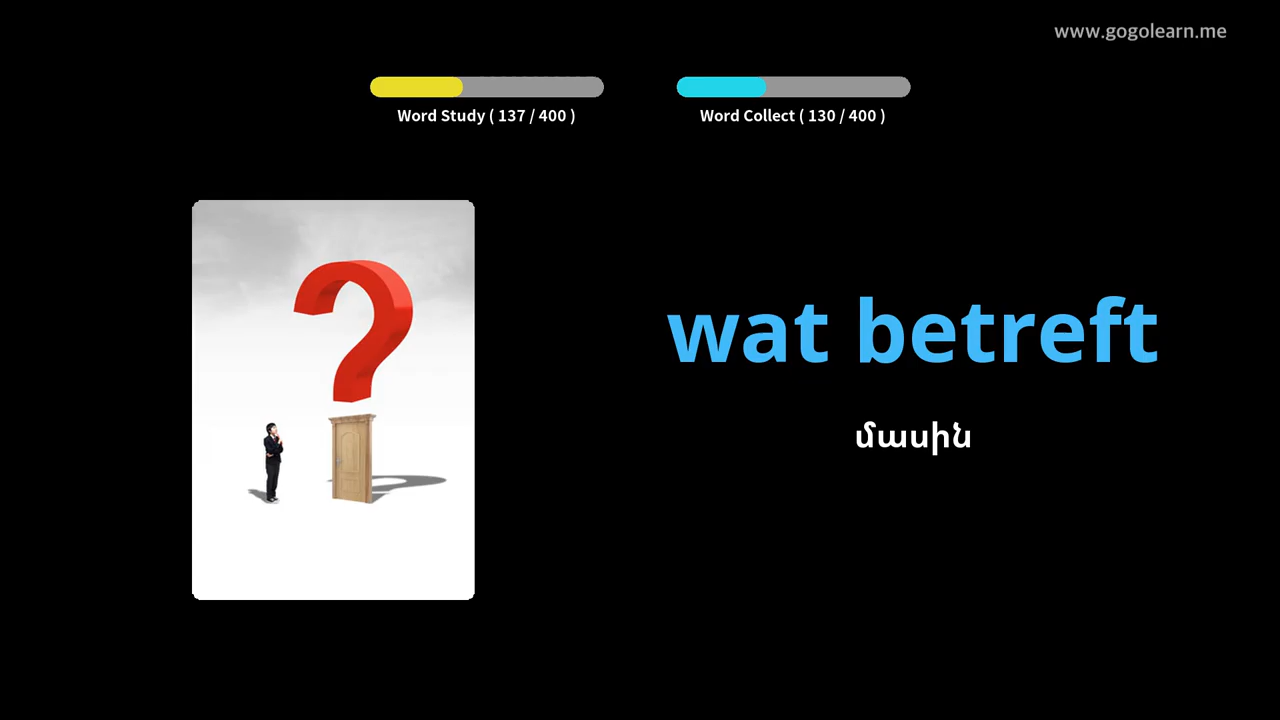 www.gogolearn.me
Word Study ( 137 / 400 )
Word Collect ( 130 / 400 )
wat betreft
մասին